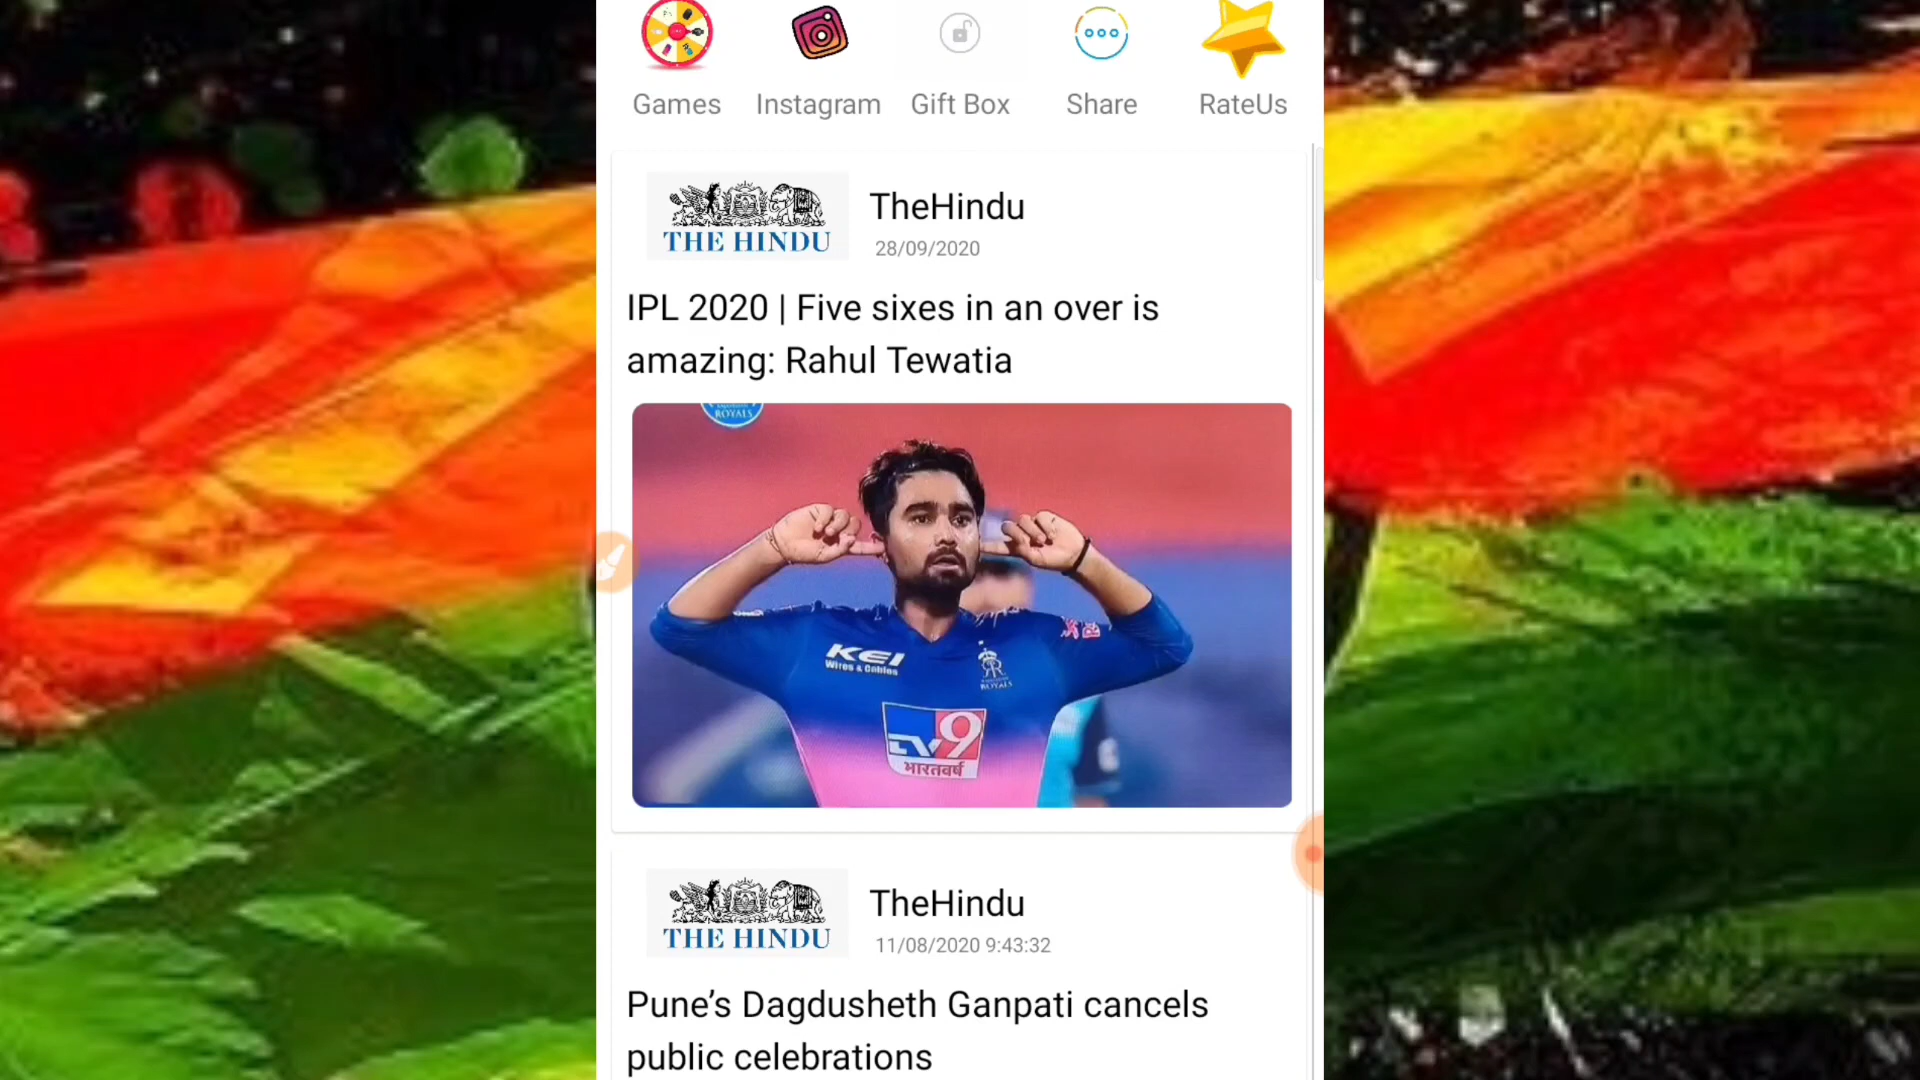 Games
Instagram
Gift Box
Share
RateUs
THE HINDU
TheHindu
28/09/2020
IPL 2020 | Five sixes in an over is
amazing: Rahul Tewatia
ROYALS
KEI
Wires & Cables
ROYALS
TV9
भारतवर्ष
THE HINDU
TheHindu
11/08/2020 9:43:32
Pune’s Dagdusheth Ganpati cancels
public celebrations